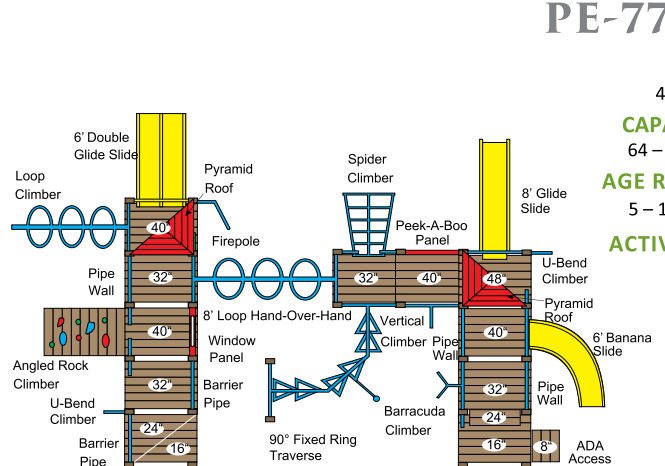 PE-77
4
CAPA
64 –
AGE R
5 – 1
ACTIV
6' Double
Glide Slide
Loop
Climber
Pyramid
Roof
Spider
Climber
8' Glide
Slide
Peek-A-Boo
Panel
Firepole
40"
Pipe
Wall
32"
32"
40"
48"
U-Bend
Climber
8' Loop Hand-Over-Hand
Vertical
Climber
Pipe
Wall
Pyramid
Roof
40"
Window
Panel
40"
6' Banana
Slide
Angled Rock
Climber
32"
Barrier
Pipe
32"
Pipe
Wall
U-Bend
Climber
Barracuda
Climber
24"
24"
Barrier
Pipe
16"
90° Fixed Ring
Traverse
16"
8"
ADA
Access